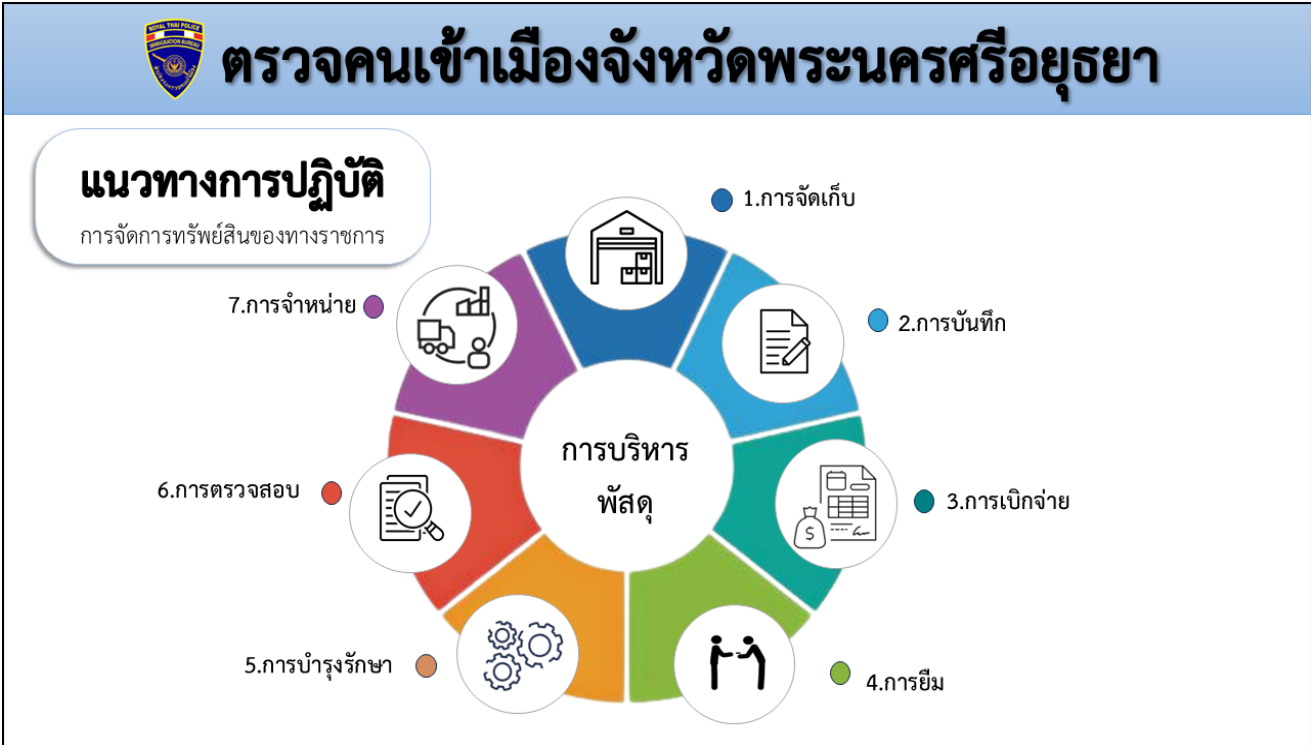 ROYAL THAI POLICE
IMMIGRATION BUREAU
ตรวจคนเข้าเมืองจังหวัดพระนครศรีอยุธยา
แนวทางการปฏิบัติ
การจัดการทรัพย์สินของทางราชการ
1.การจัดเก็บ
2.การบันทึก
3.การเบิกจ่าย
4.การยืม
5.การบำรุงรักษา
6.การตรวจสอบ
7.การจำหน่าย
การบริหาร
พัสดุ